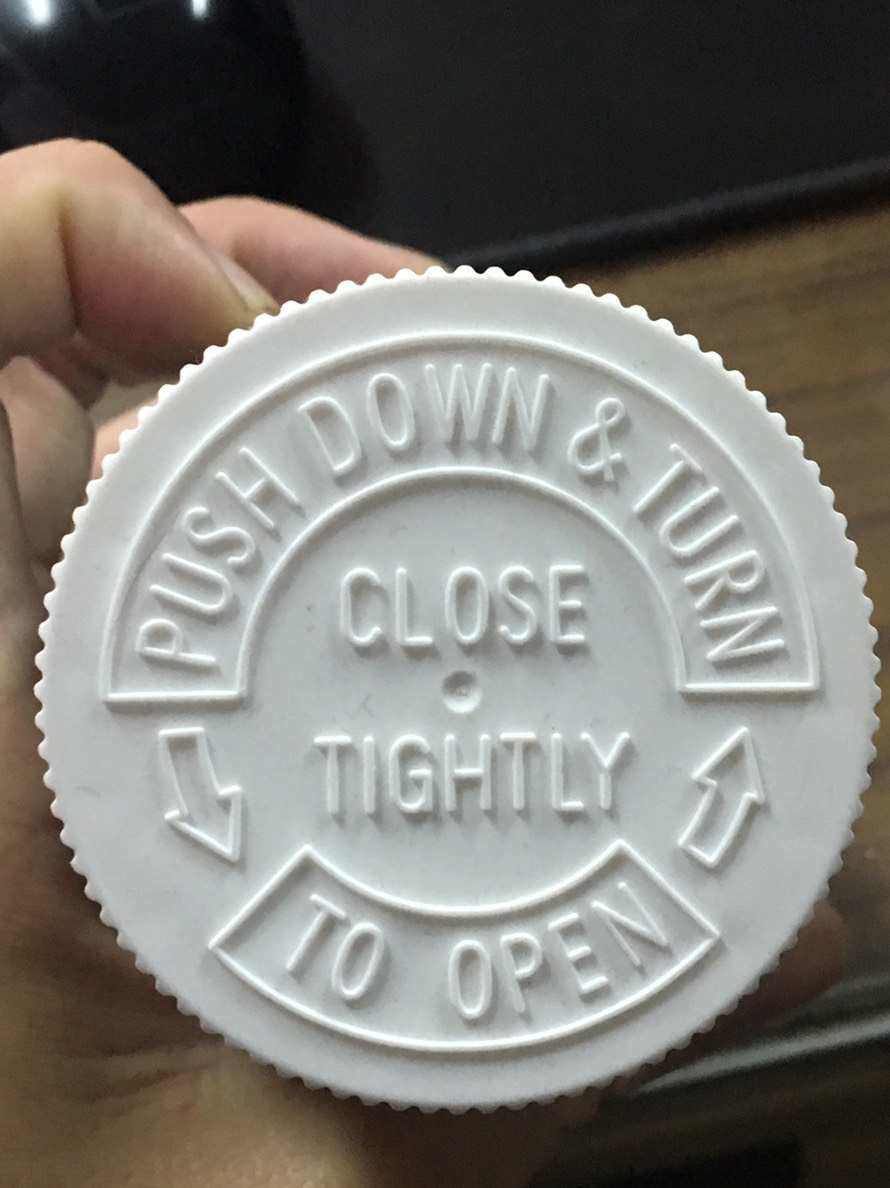 PUSH DOWN & TURN
CLOSE
TIGHTLY
TO OPEN